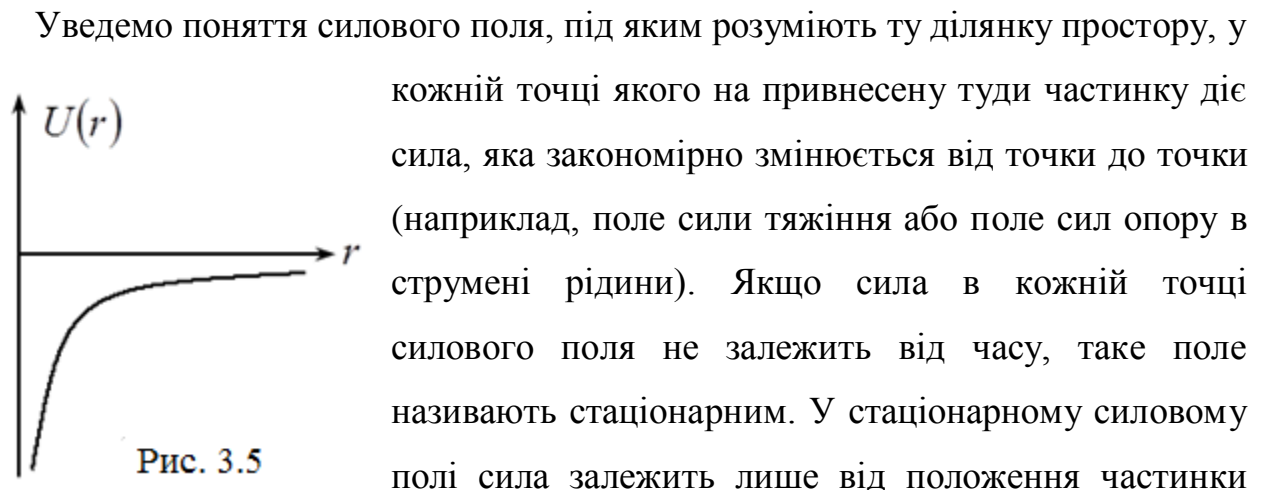 Уведемо поняття силового поля, під яким розуміють ту ділянку простору, у
кожній точці якого на привнесену туди частинку діє
сила, яка закономірно змінюється від точки до точки
(наприклад, поле сили тяжіння або поле сил опору в
струмені рідини). Якщо сила в кожній точці
силового поля не залежить від часу, таке поле
називають стаціонарним. У стаціонарному силовому
полі сила залежить лише від положення частинки
U(r)
r
Рис. 3.5